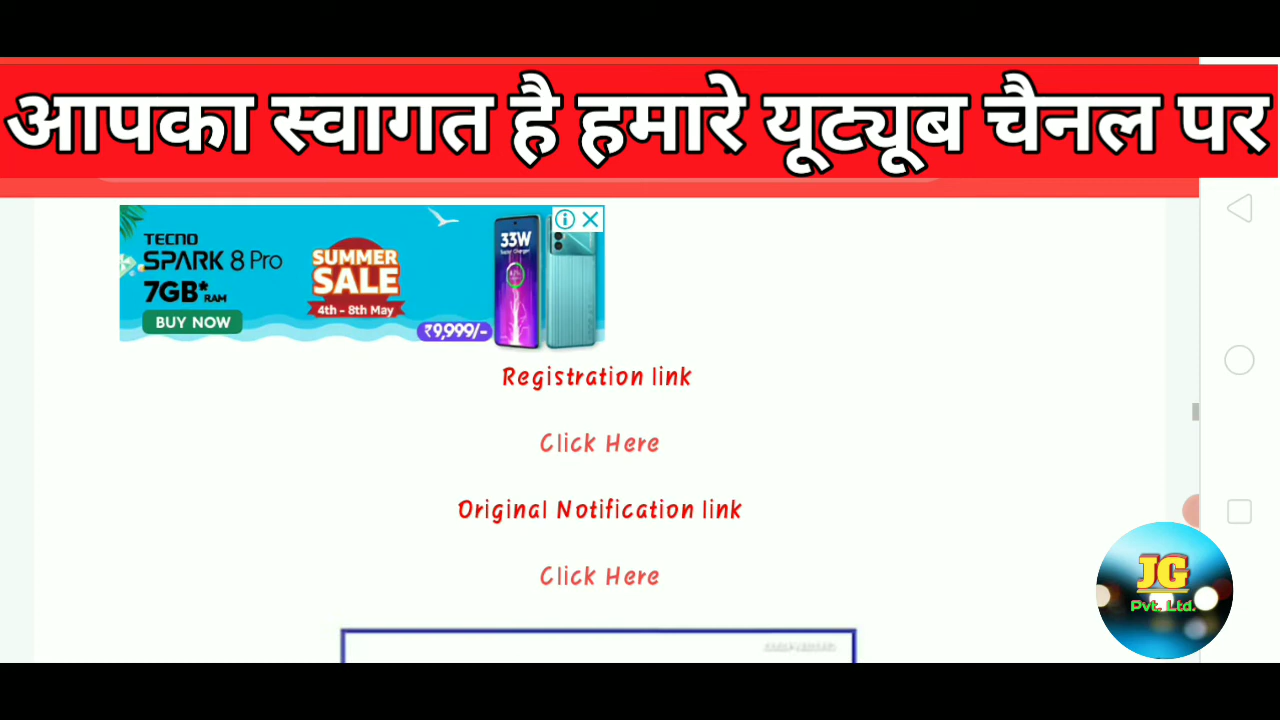 आपका स्वागत है हमारे यूट्यूब चैनल पर
TECNO
SPARK 8 Pro
7GB* RAM
BUY NOW
SUMMER
SALE
4th - 8th May
₹9,999/-
33W
Registration link
Click Here
Original Notification link
Click Here
JG
Pvt. Ltd.